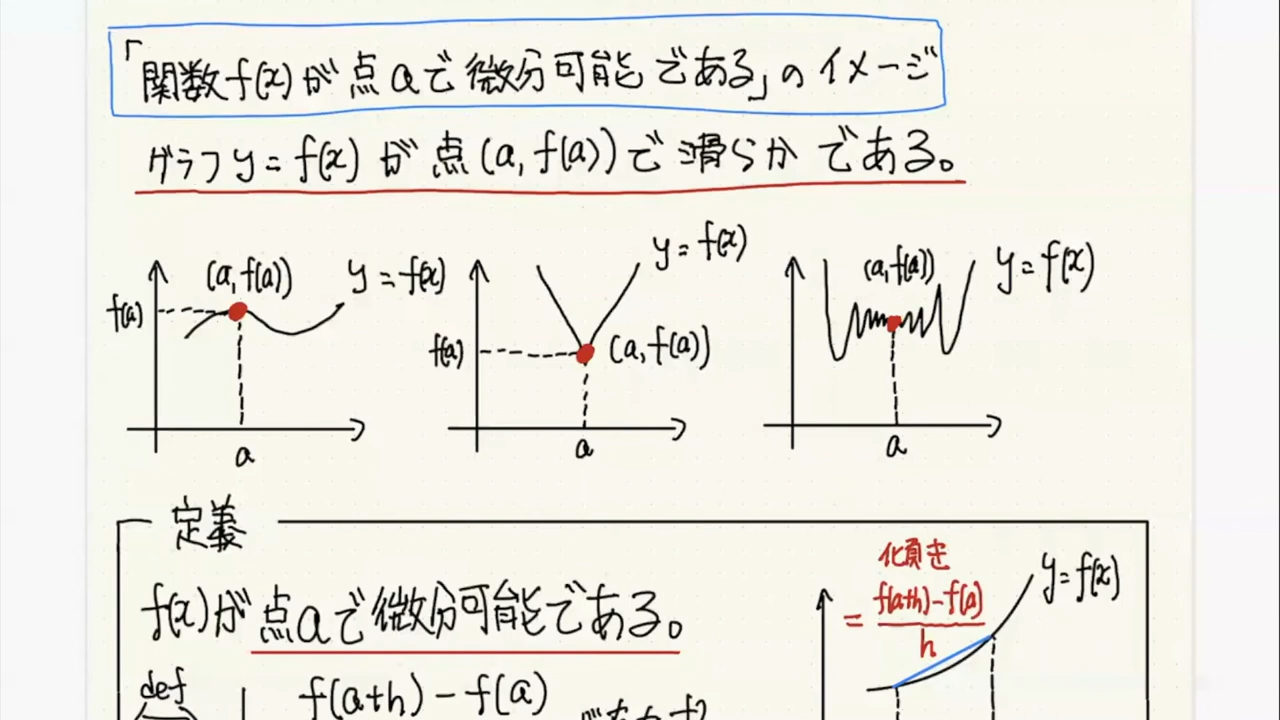 「関数f(x)が点aで微分可能である」のイメージ
グラフy=f(x)が点(a, f(a))で滑らかである。
(a, f(a))
y=f(x)
f(a)
a
y=f(x)
f(a)
(a, f(a))
a
(a, f(a))
y=f(x)
a
定義
f(x)が点aで微分可能である。
def
f(a+h)-f(a)
傾き
= f(a+h)-f(a)
h
y=f(x)